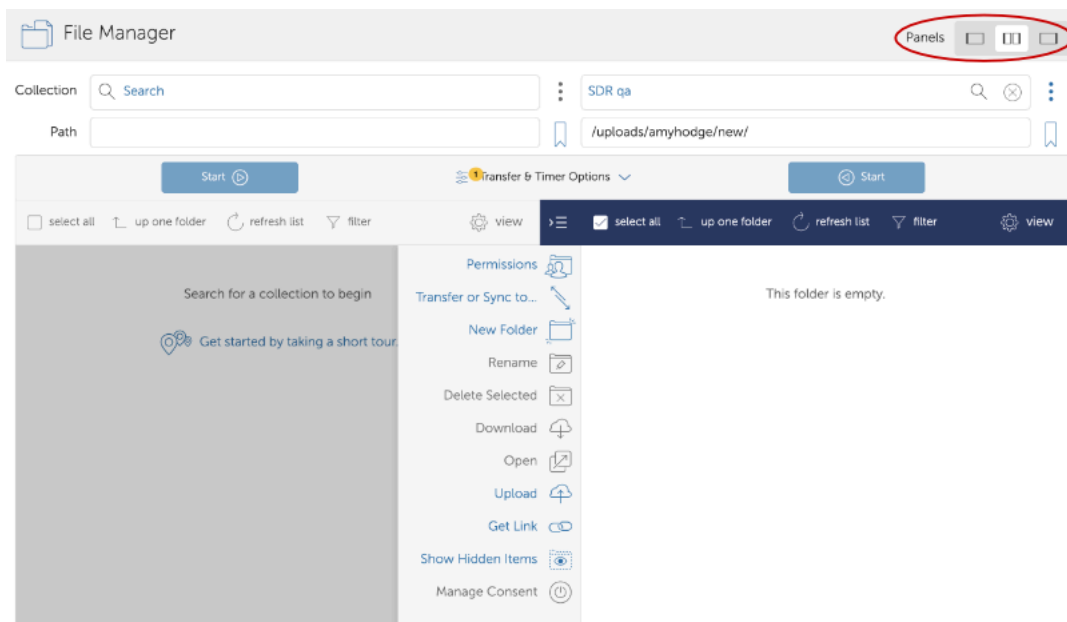 File Manager
Panels
Collection Search SDR qa
Path /uploads/amyhodge/new/
Start 1 Transfer & Timer Options Start
select all up one folder refresh list filter view select all up one folder refresh list filter view
Permissions
Search for a collection to begin Transfer or Sync to... This folder is empty.
New Folder
Get started by taking a short tour.
Rename
Delete Selected
Download
Open
Upload
Get Link
Show Hidden Items
Manage Consent